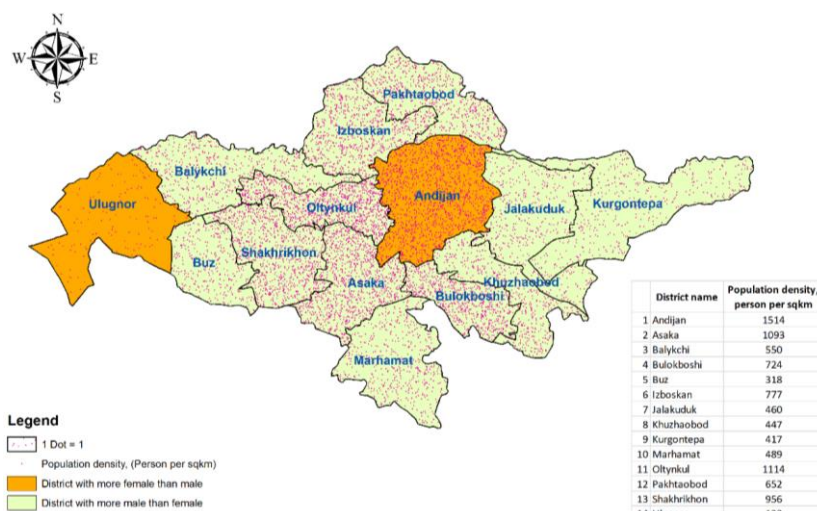 N
W
E
S
Pakhtaobod
Izboskan
Balykchi
Ulugnor
Oltynkul
Andijan
Jalakuduk
Kurgontepa
Buz
Shakhrikhon
Asaka
Khuzhaobod
Bulokboshi
Marhamat
District name Population density, person per sqkm
1 Andijan 1514
2 Asaka 1093
3 Balykchi 550
4 Bulokboshi 724
5 Buz 318
6 Izboskan 777
7 Jalakuduk 460
8 Khuzhaobod 447
9 Kurgontepa 417
10 Marhamat 489
11 Oltynkul 1114
12 Pakhtaobod 652
13 Shakhrikhon 956
Legend
1 Dot = 1
Population density, (Person per sqkm)
District with more female than male
District with more male than female